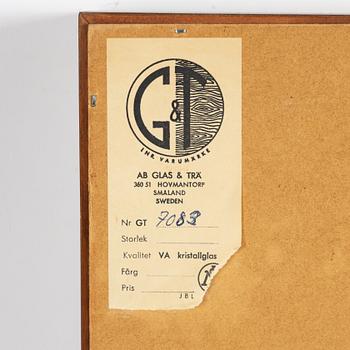 G&T
INR. VARUMÄRKE
AB GLAS & TRÄ
360 51 HOVMANTORP
SMÅLAND
SWEDEN
Nr GT 7083
Storlek
Kvalitet VA kristallglas
Färg
Pris
JBL